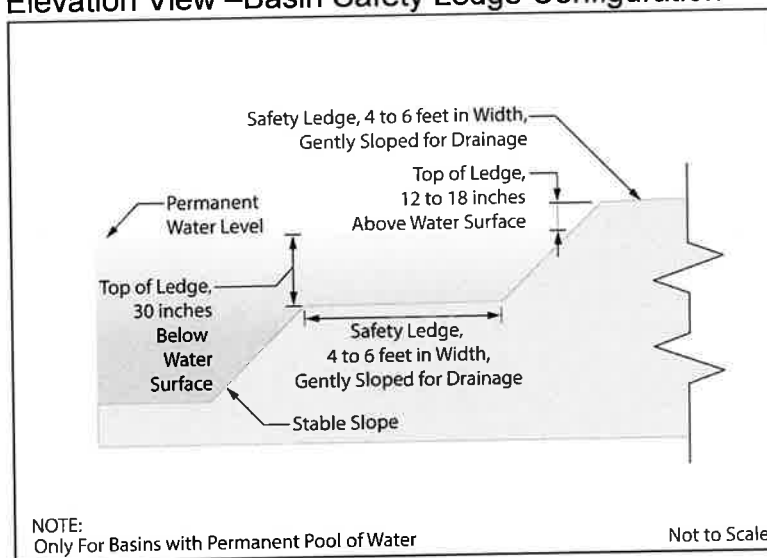 Elevation View –Basin Safety Ledge Configuration
Safety Ledge, 4 to 6 feet in Width,
Gently Sloped for Drainage
Top of Ledge,
12 to 18 inches
Above Water Surface
Permanent
Water Level
Top of Ledge,
30 inches
Below
Water
Surface
Safety Ledge,
4 to 6 feet in Width,
Gently Sloped for Drainage
Stable Slope
NOTE:
Only For Basins with Permanent Pool of Water
Not to Scale